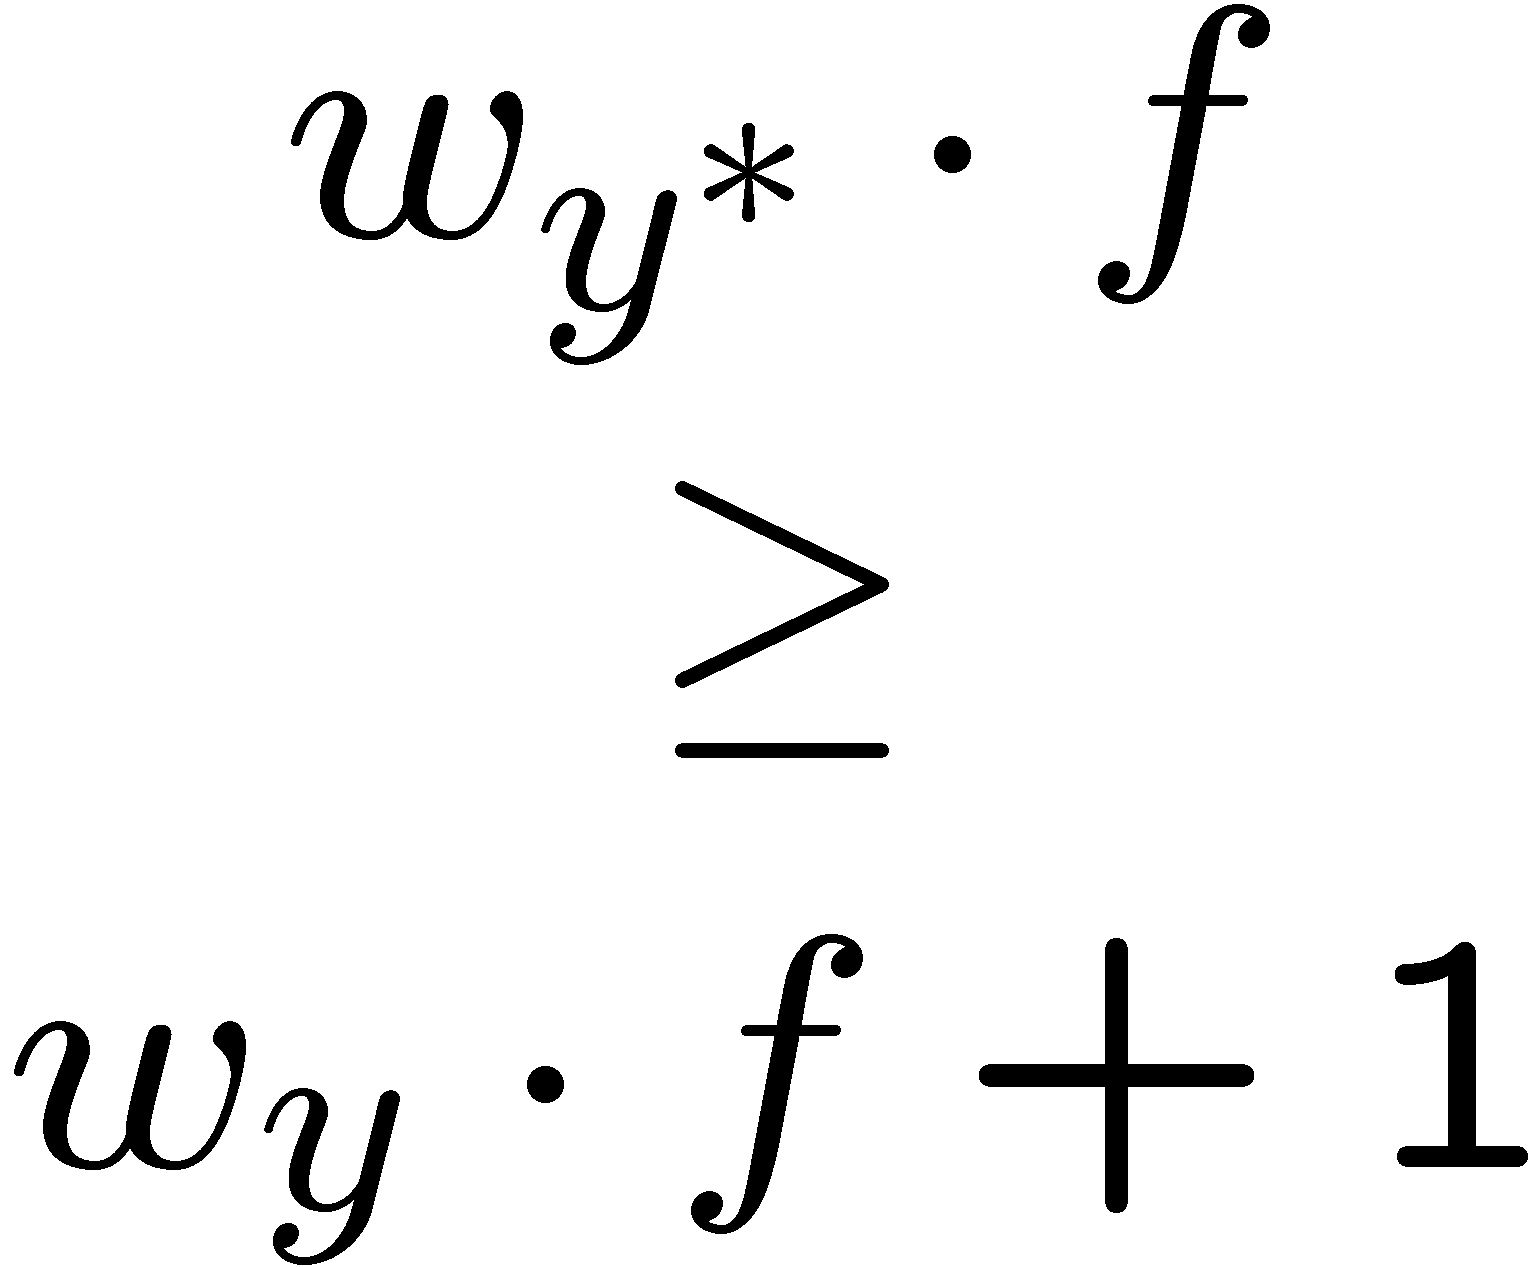 w_{y*} · f
≥
w_y · f + 1